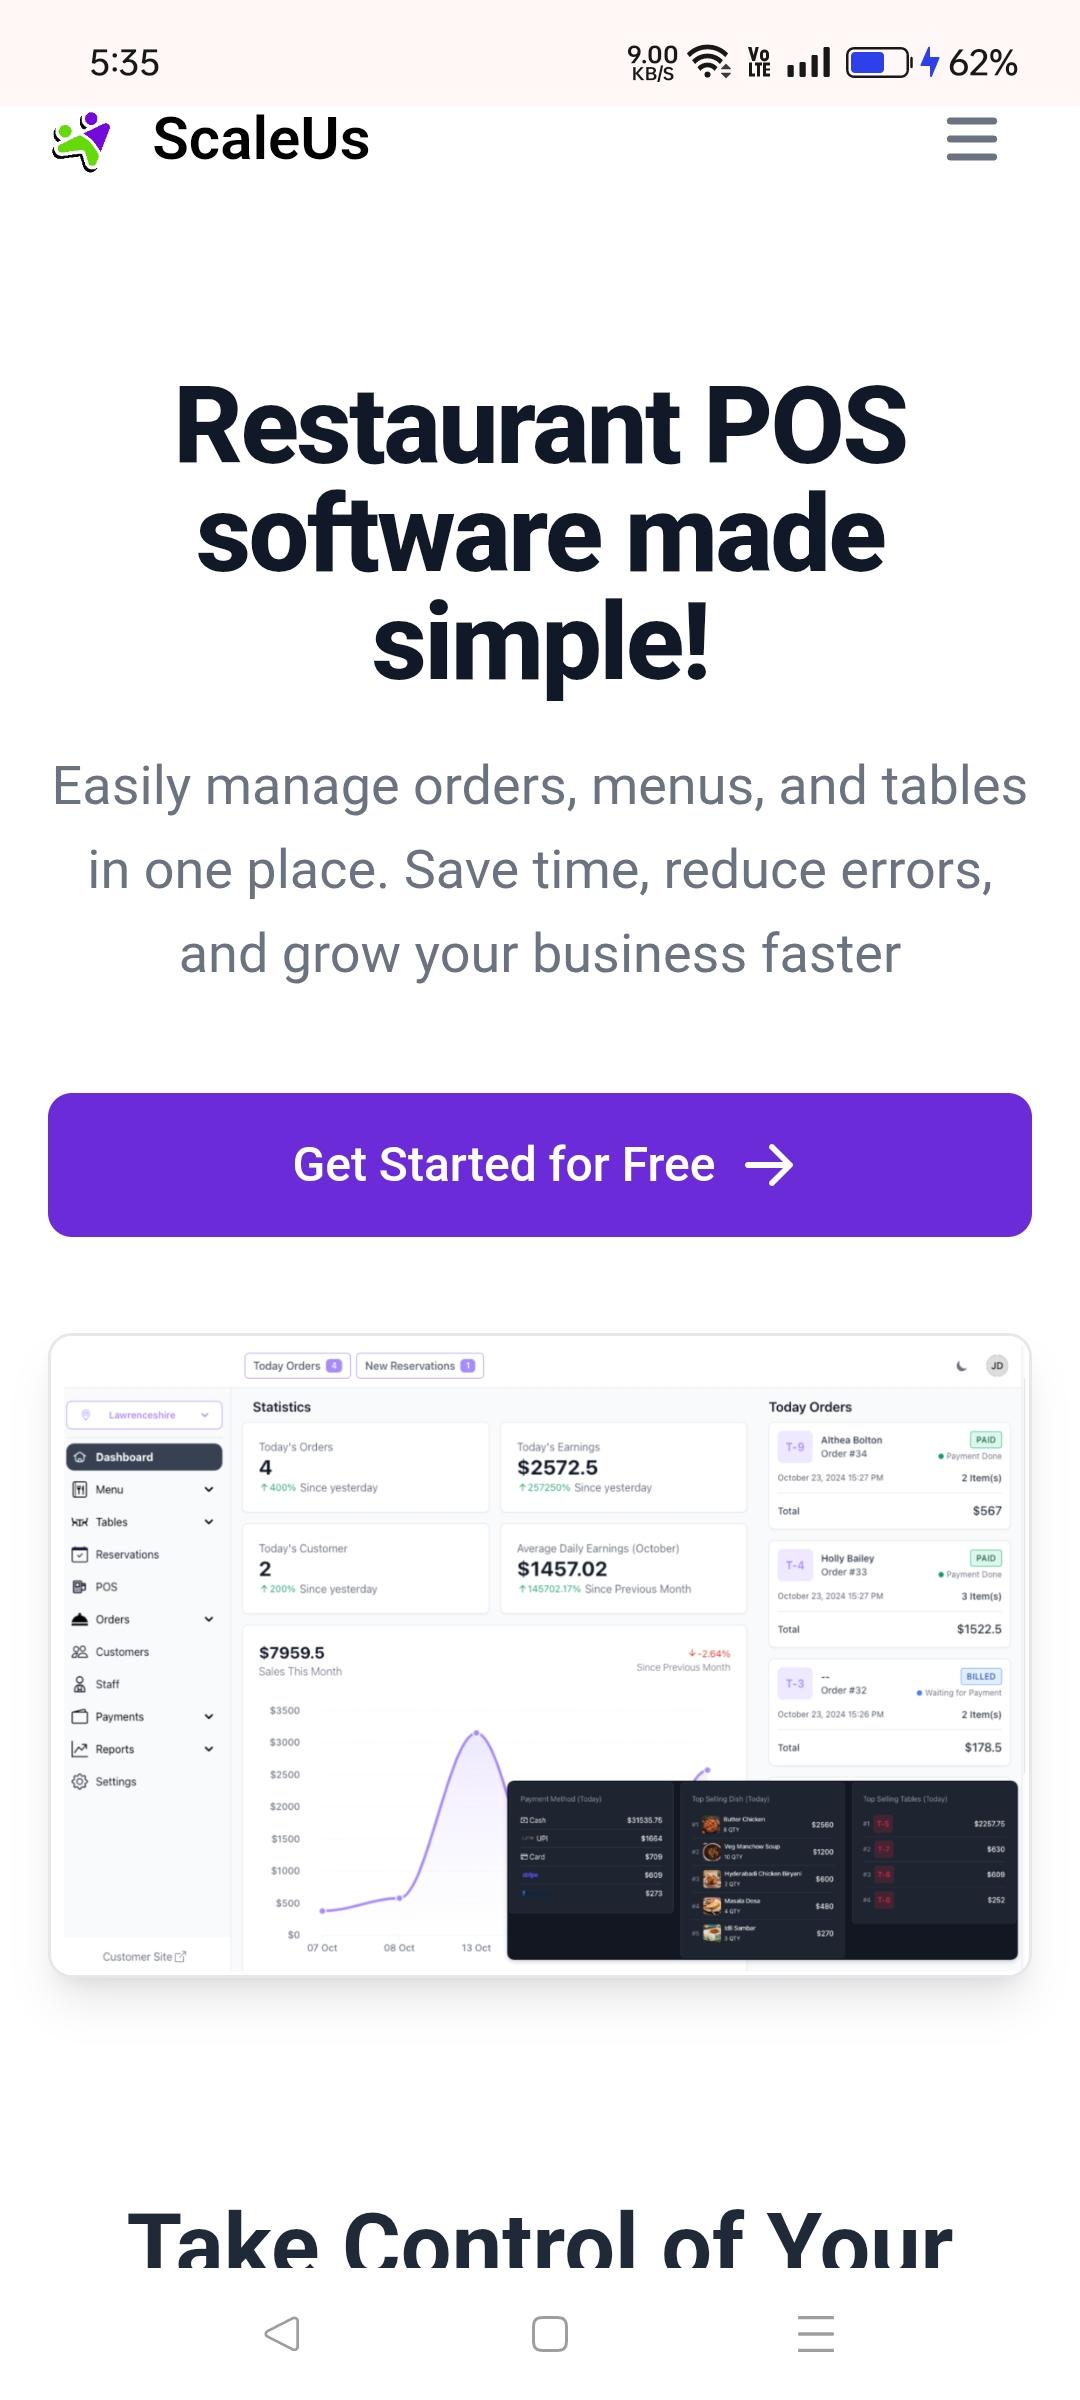 5:35
9.00
KB/S
Vo
LTE
62%
ScaleUs
Restaurant POS
software made
simple!
Easily manage orders, menus, and tables
in one place. Save time, reduce errors,
and grow your business faster
Get Started for Free →
Today Orders 4
New Reservations 1
JD
Lawrenceshire
Dashboard
Menu
Tables
Reservations
POS
Orders
Customers
Staff
Payments
Reports
Settings
Customer Site
Statistics
Today's Orders
4
↑400% Since yesterday
Today's Earnings
$2572.5
↑257250% Since yesterday
Today's Customer
2
↑200% Since yesterday
Average Daily Earnings (October)
$1457.02
↑145702.17% Since Previous Month
$7959.5
Sales This Month
↓-2.64%
Since Previous Month
$3500
$3000
$2500
$2000
$1500
$1000
$500
$0
07 Oct
08 Oct
13 Oct
Today Orders
T-9
Althea Bolton
Order #34
PAID
Payment Done
October 23, 2024 15:27 PM
2 Item(s)
Total
$567
T-4
Holly Bailey
Order #33
PAID
Payment Done
October 23, 2024 15:27 PM
3 Item(s)
Total
$1522.5
T-3
--
Order #32
BILLED
Waiting for Payment
October 23, 2024 15:26 PM
2 Item(s)
Total
$178.5
Payment Method (Today)
Cash $31535.75
UPI $1664
Card $709
stripe $609
$273
Top Selling Dish (Today)
#1 Butter Chicken
8 QTY
$2560
#2 Veg Manchow Soup
10 QTY
$1200
#3 Hyderabadi Chicken Biryani
2 QTY
$600
#4 Masala Dosa
4 QTY
$480
#5 Idli Sambar
3 QTY
$270
Top Selling Tables (Today)
#1 T-5 $2257.75
#2 T-7 $630
#3 $609
#4 $252
Take Control of Your